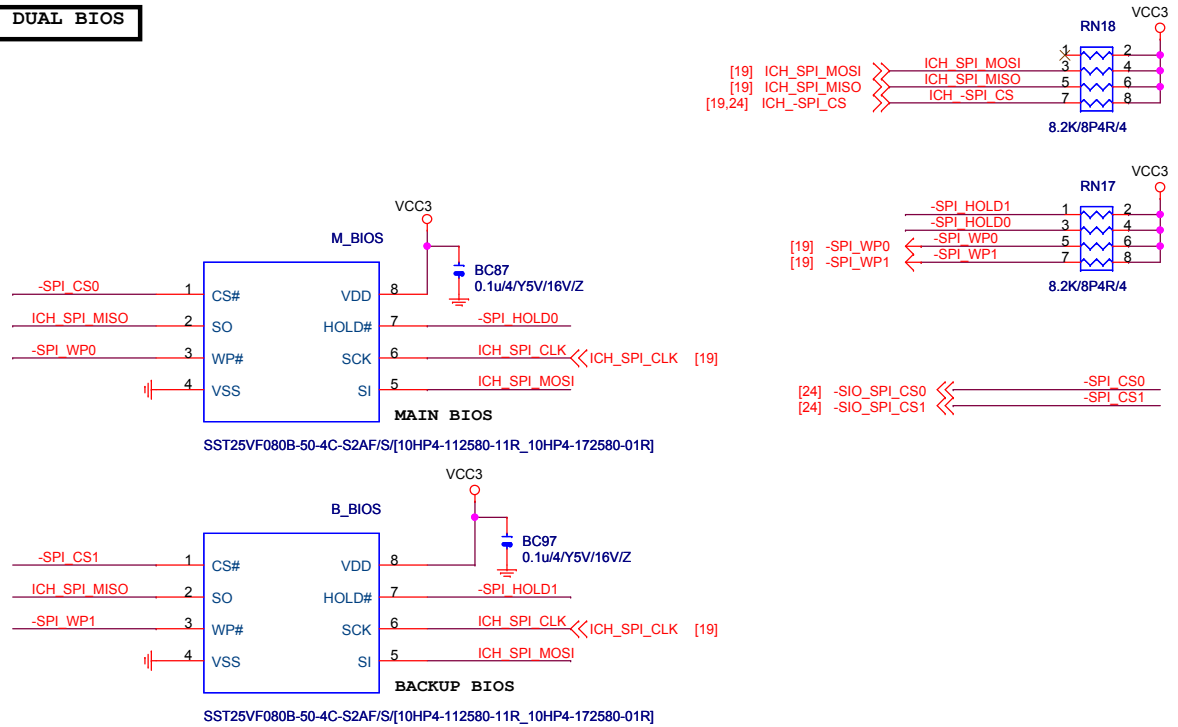 DUAL BIOS
VCC3
RN18
1 2
[19] ICH_SPI_MOSI ICH_SPI_MOSI 3 4
[19] ICH_SPI_MISO ICH_SPI_MISO 5 6
[19,24] ICH_-SPI_CS ICH_-SPI_CS 7 8
8.2K/8P4R/4
VCC3
RN17
-SPI_HOLD1 1 2
-SPI_HOLD0 3 4
[19] -SPI_WP0 -SPI_WP0 5 6
[19] -SPI_WP1 -SPI_WP1 7 8
8.2K/8P4R/4
[24] -SIO_SPI_CS0 -SPI_CS0
[24] -SIO_SPI_CS1 -SPI_CS1
VCC3
M_BIOS
BC87
0.1u/4/Y5V/16V/Z
-SPI_CS0 1 CS# VDD 8
ICH_SPI_MISO 2 SO HOLD# 7 -SPI_HOLD0
-SPI_WP0 3 WP# SCK 6 ICH_SPI_CLK ICH_SPI_CLK [19]
4 VSS SI 5 ICH_SPI_MOSI
MAIN BIOS
SST25VF080B-50-4C-S2AF/S/[10HP4-112580-11R_10HP4-172580-01R]
VCC3
B_BIOS
BC97
0.1u/4/Y5V/16V/Z
-SPI_CS1 1 CS# VDD 8
ICH_SPI_MISO 2 SO HOLD# 7 -SPI_HOLD1
-SPI_WP1 3 WP# SCK 6 ICH_SPI_CLK ICH_SPI_CLK [19]
4 VSS SI 5 ICH_SPI_MOSI
BACKUP BIOS
SST25VF080B-50-4C-S2AF/S/[10HP4-112580-11R_10HP4-172580-01R]